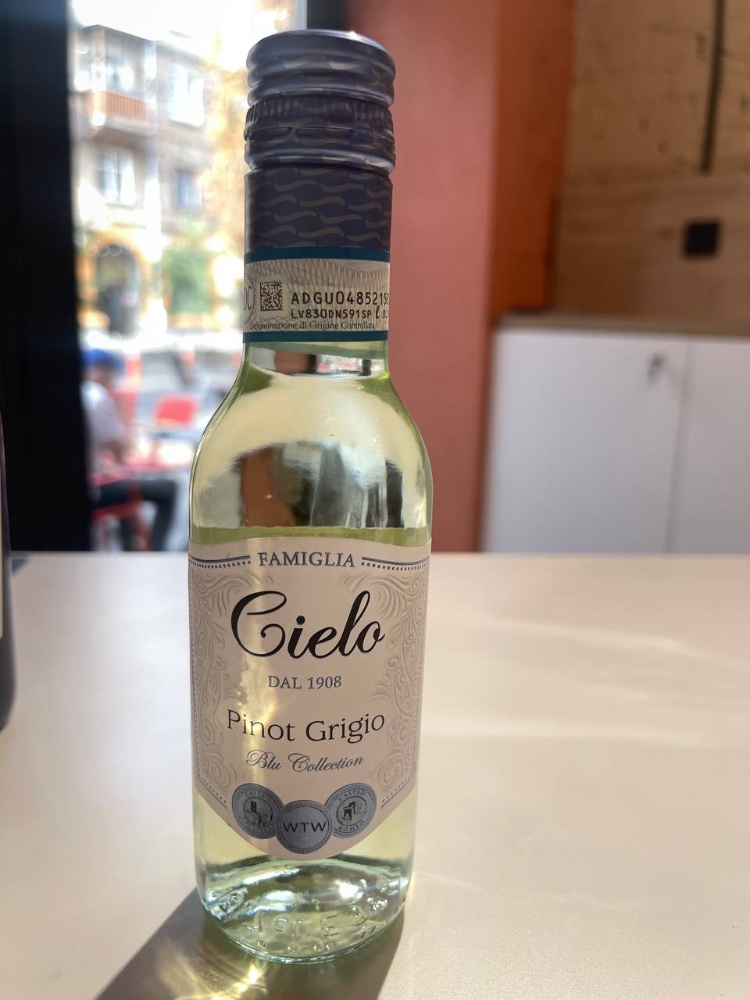 ADGU0485219
LV830DN591SP
Denominazione di Origine Controllata
FAMIGLIA
Cielo
DAL 1908
Pinot Grigio
Blu Collection
WTW